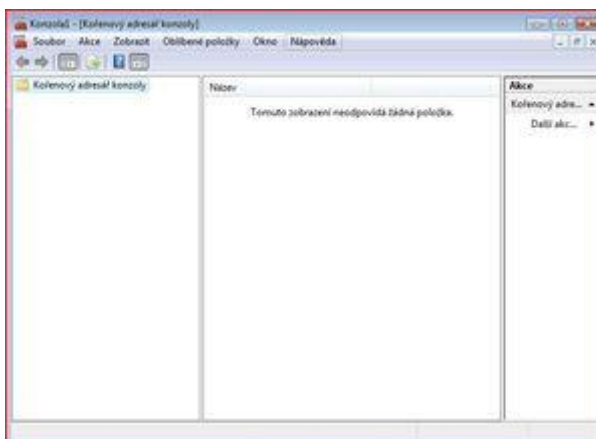 Konzola1 - [Kořenový adresář konzoly]
Soubor Akce Zobrazit Oblíbené položky Okno Nápověda
Kořenový adresář konzoly
Název
Tomuto zobrazení neodpovídá žádná položka.
Akce
Kořenový adre...
Další akc...